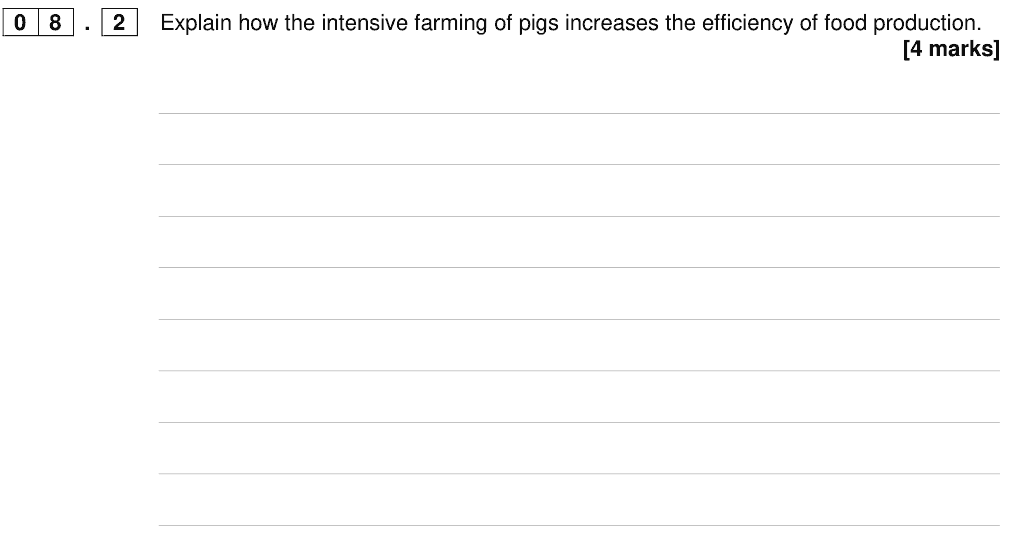 0 8 . 2 Explain how the intensive farming of pigs increases the efficiency of food production.
[4 marks]